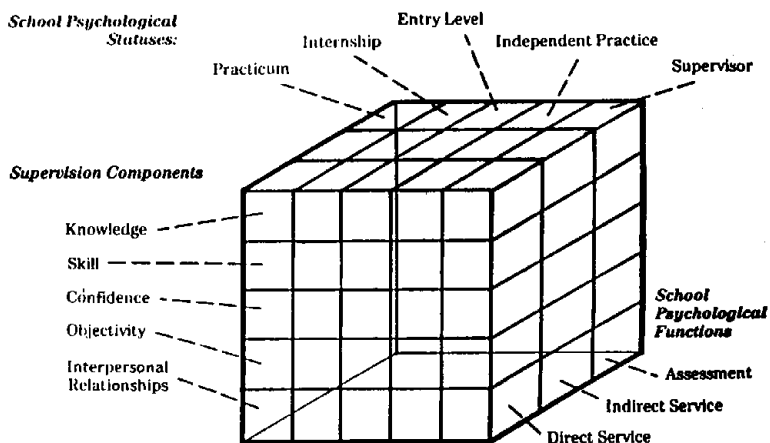 School Psychological
Statuses:
Practicum
Internship
Entry Level
Independent Practice
Supervisor
Supervision Components
Knowledge
Skill
Confidence
Objectivity
Interpersonal
Relationships
School
Psychological
Functions
Assessment
Indirect Service
Direct Service